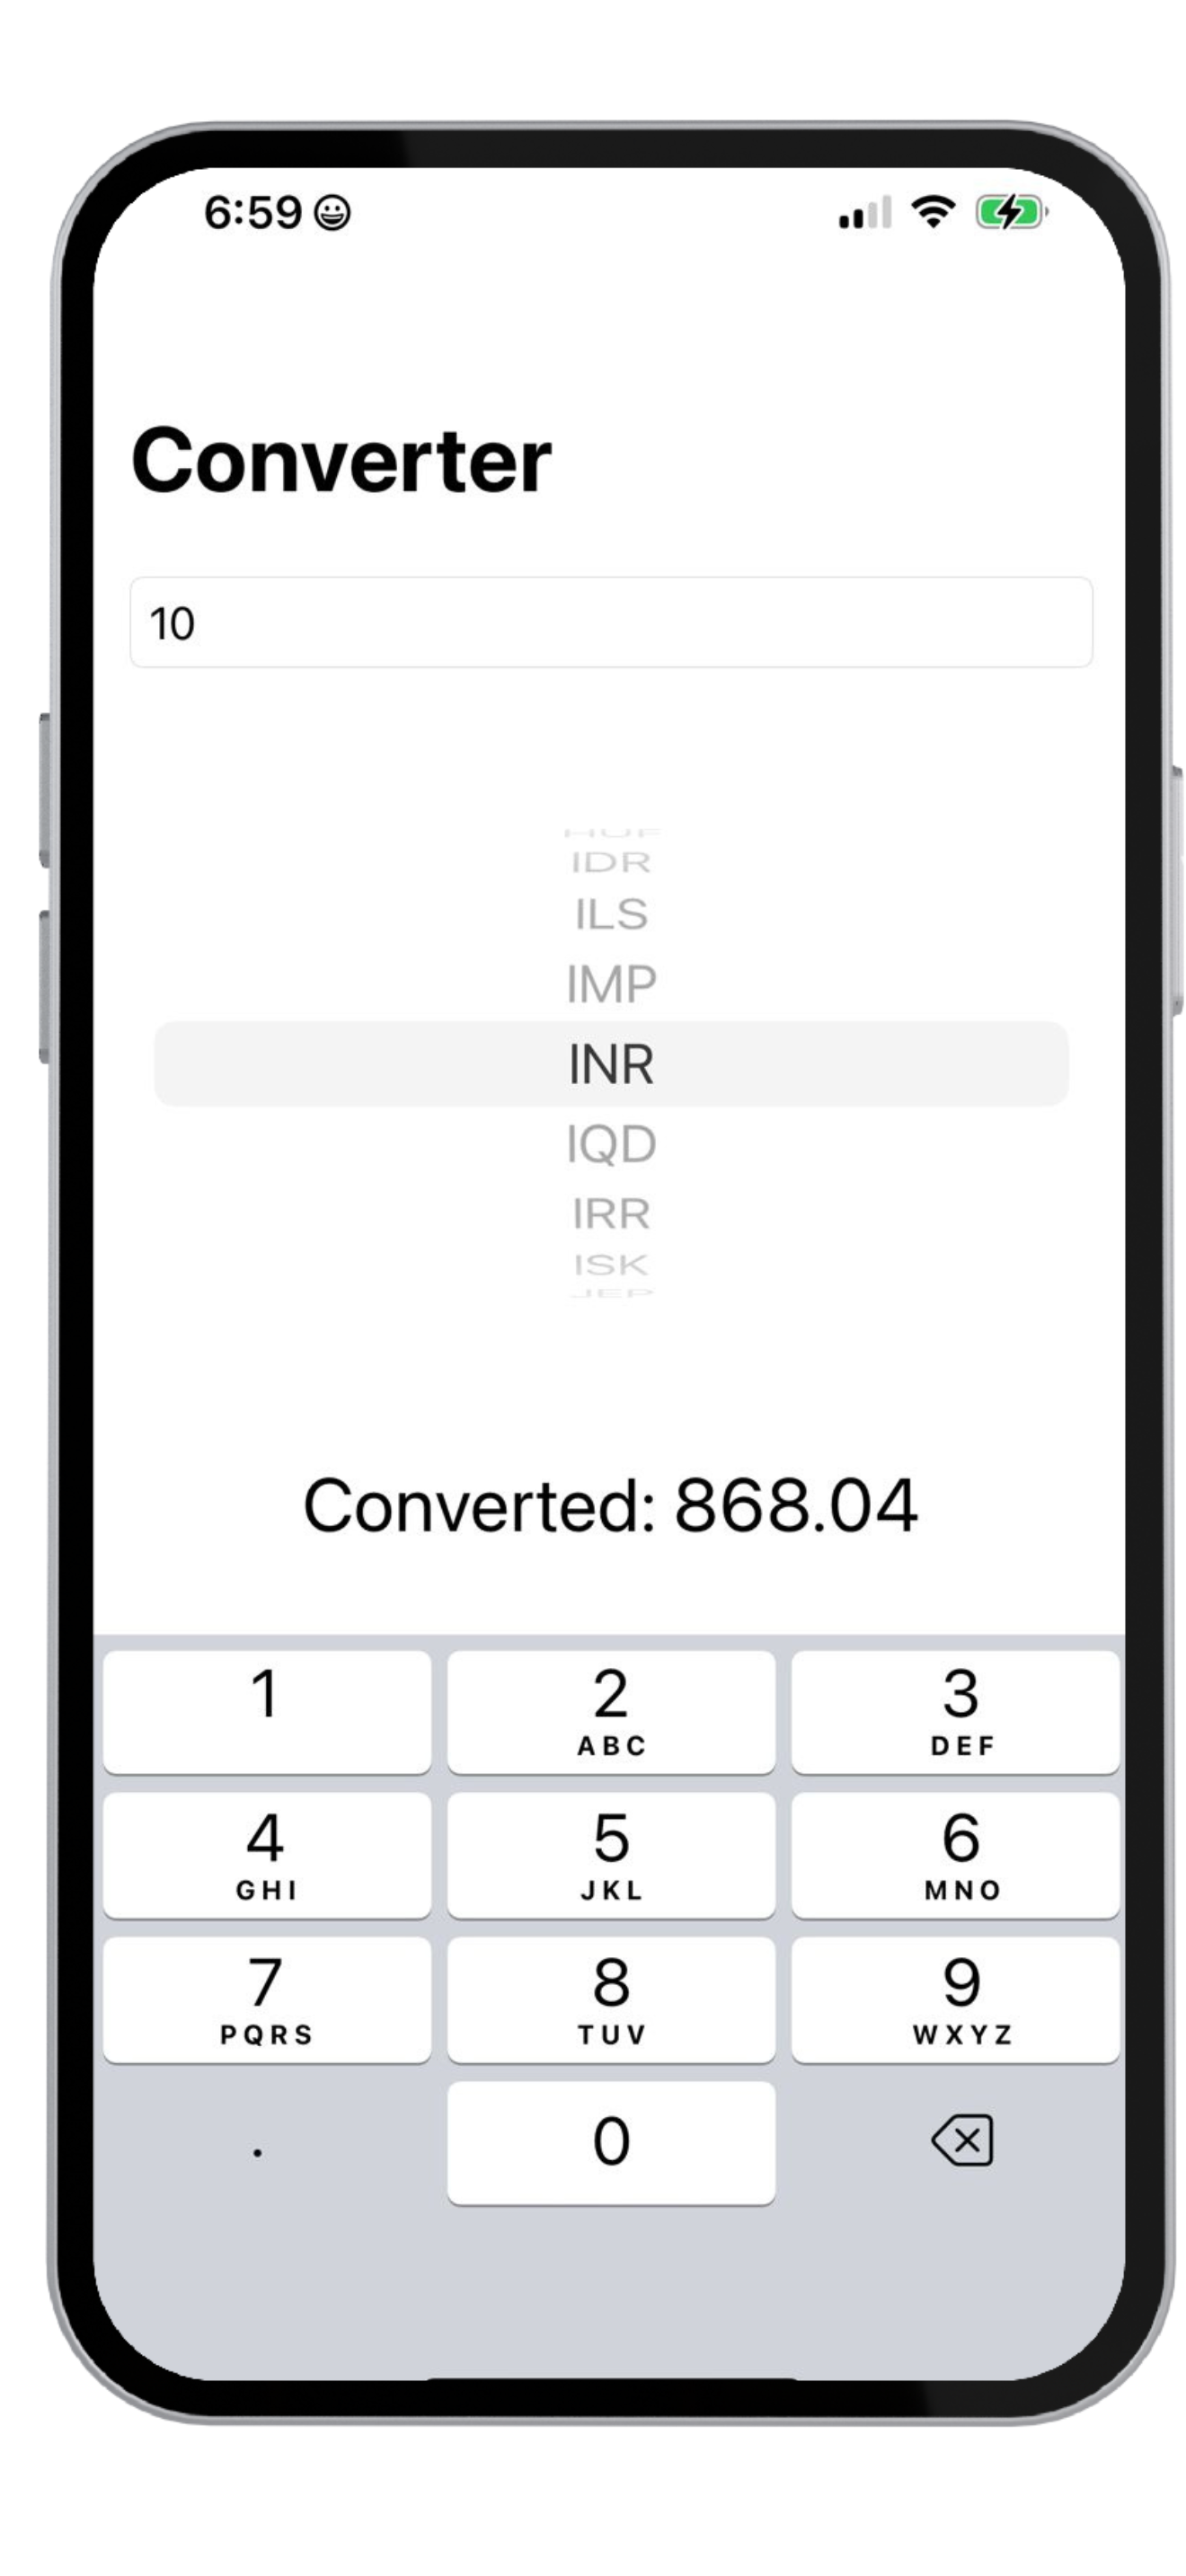 6:59
Converter
10
HUF
IDR
ILS
IMP
INR
IQD
IRR
ISK
JEP
Converted: 868.04
1 2 3
ABC DEF
4 5 6
GHI JKL MNO
7 8 9
PQRS TUV WXYZ
. 0